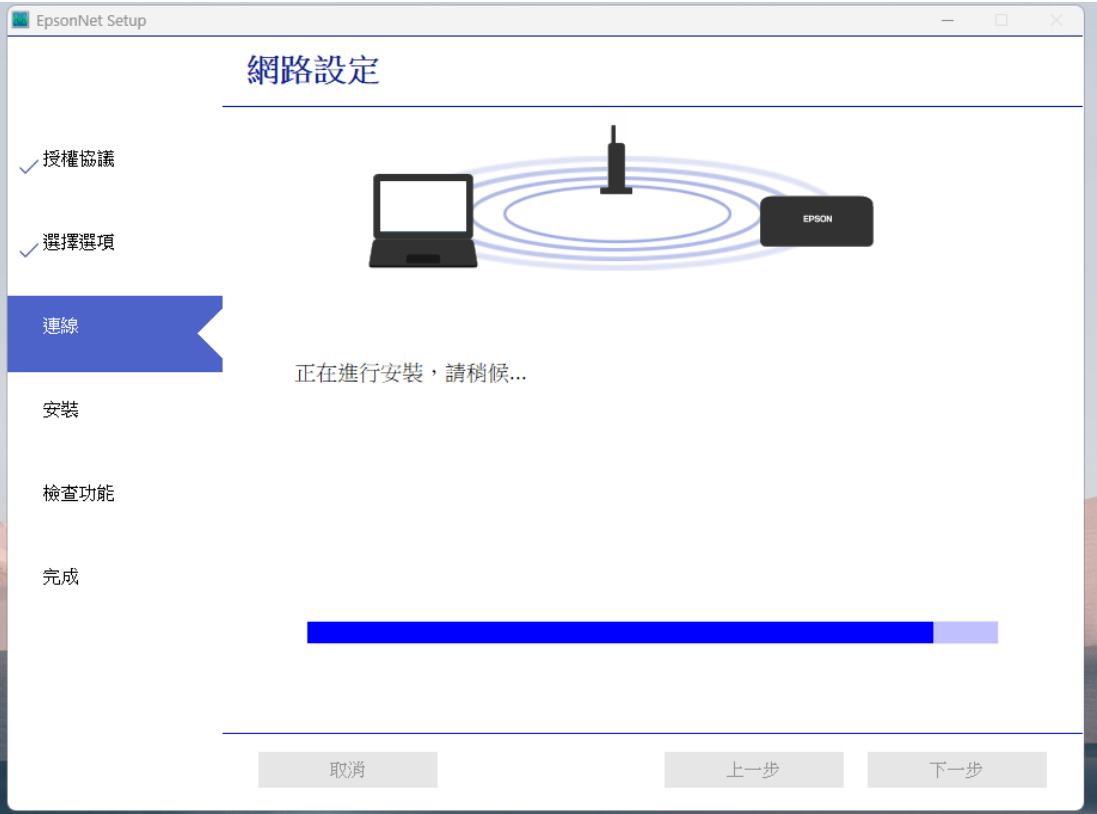 EpsonNet Setup
網路設定
授權協議
選擇選項
連線
安裝
檢查功能
完成
EPSON
正在進行安裝，請稍候...
取消
上一步
下一步